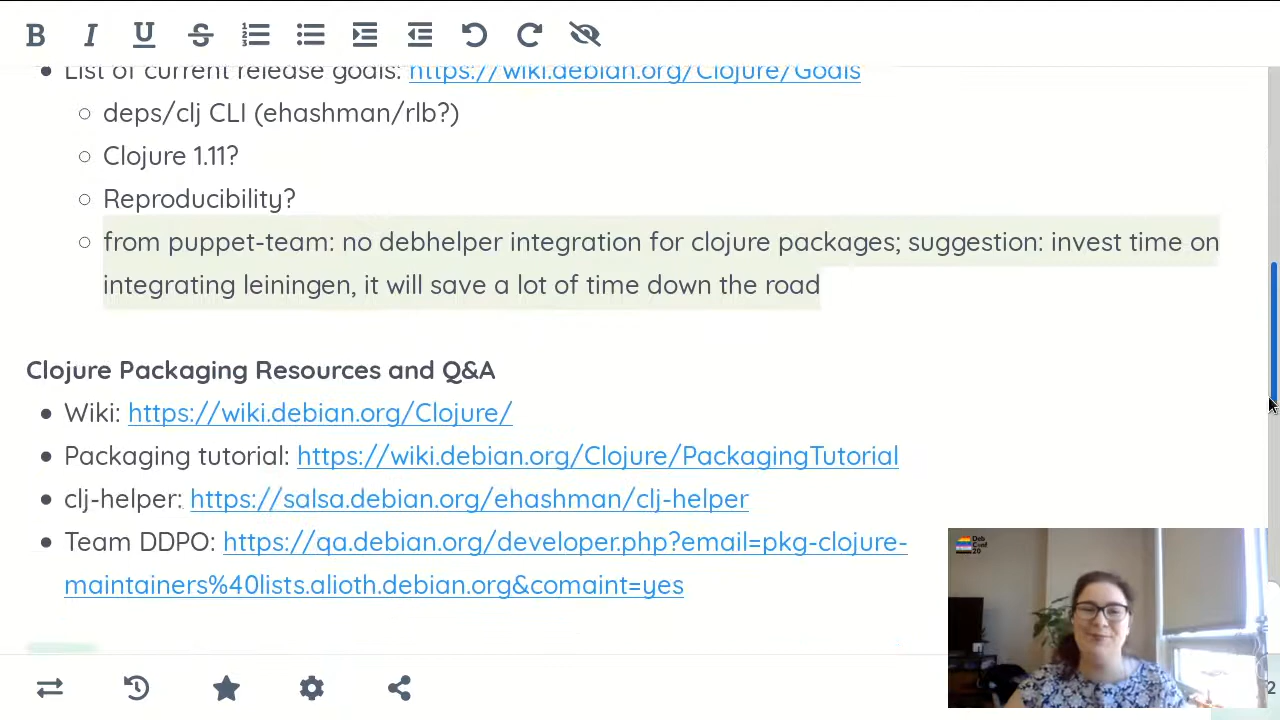 List of current release goals: https://wiki.debian.org/Clojure/Goals
deps/clj CLI (ehashman/rlb?)
Clojure 1.11?
Reproducibility?
from puppet-team: no debhelper integration for clojure packages; suggestion: invest time on
integrating leiningen, it will save a lot of time down the road
Clojure Packaging Resources and Q&A
Wiki: https://wiki.debian.org/Clojure/
Packaging tutorial: https://wiki.debian.org/Clojure/PackagingTutorial
clj-helper: https://salsa.debian.org/ehashman/clj-helper
Team DDPO: https://qa.debian.org/developer.php?email=pkg-clojure-
maintainers%40lists.alioth.debian.org&comaint=yes
Deb
Conf
20
2